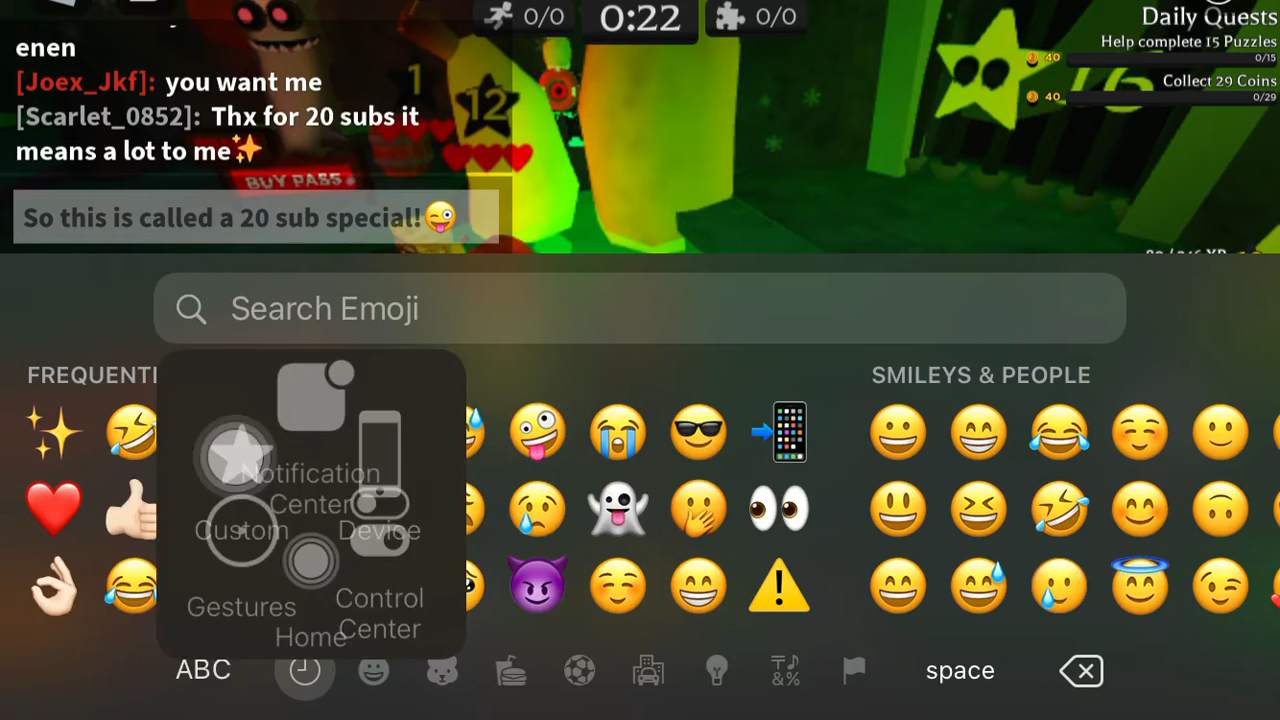 0/0
0:22
0/0
enen
[Joex_Jkf]: you want me
[Scarlet_0852]: Thx for 20 subs it
means a lot to me✨
1
12
BUY PASS
So this is called a 20 sub special!😜
Daily Quests
Help complete 15 Puzzles
40
0/15
Collect 29 Coins
40
0/29
Search Emoji
SMILEYS & PEOPLE
Notification
Center
Custom
Device
Gestures
Control
Center
Home
ABC
space